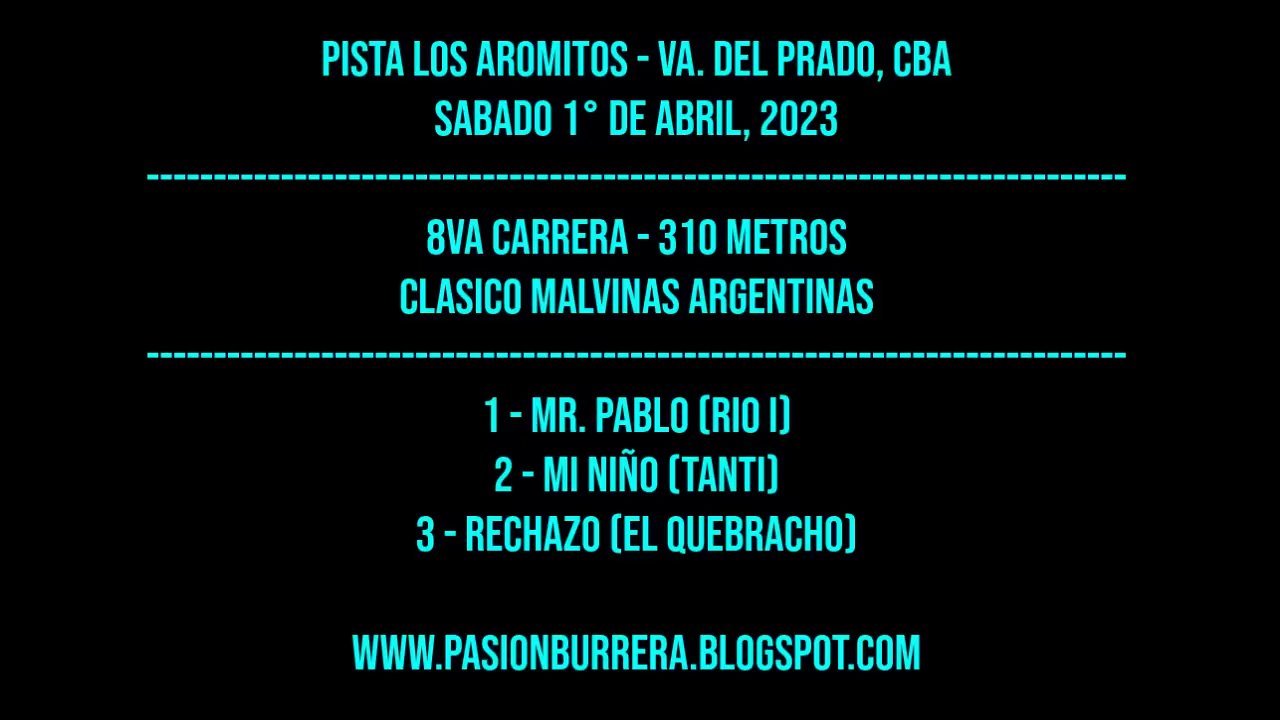 PISTA LOS AROMITOS - VA. DEL PRADO, CBA
SABADO 1° DE ABRIL, 2023
--------------------------------------------------------------------------
8VA CARRERA - 310 METROS
CLASICO MALVINAS ARGENTINAS
--------------------------------------------------------------------------
1 - MR. PABLO (RIO I)
2 - MI NIÑO (TANTI)
3 - RECHAZO (EL QUEBRACHO)
WWW.PASIONBURRERA.BLOGSPOT.COM